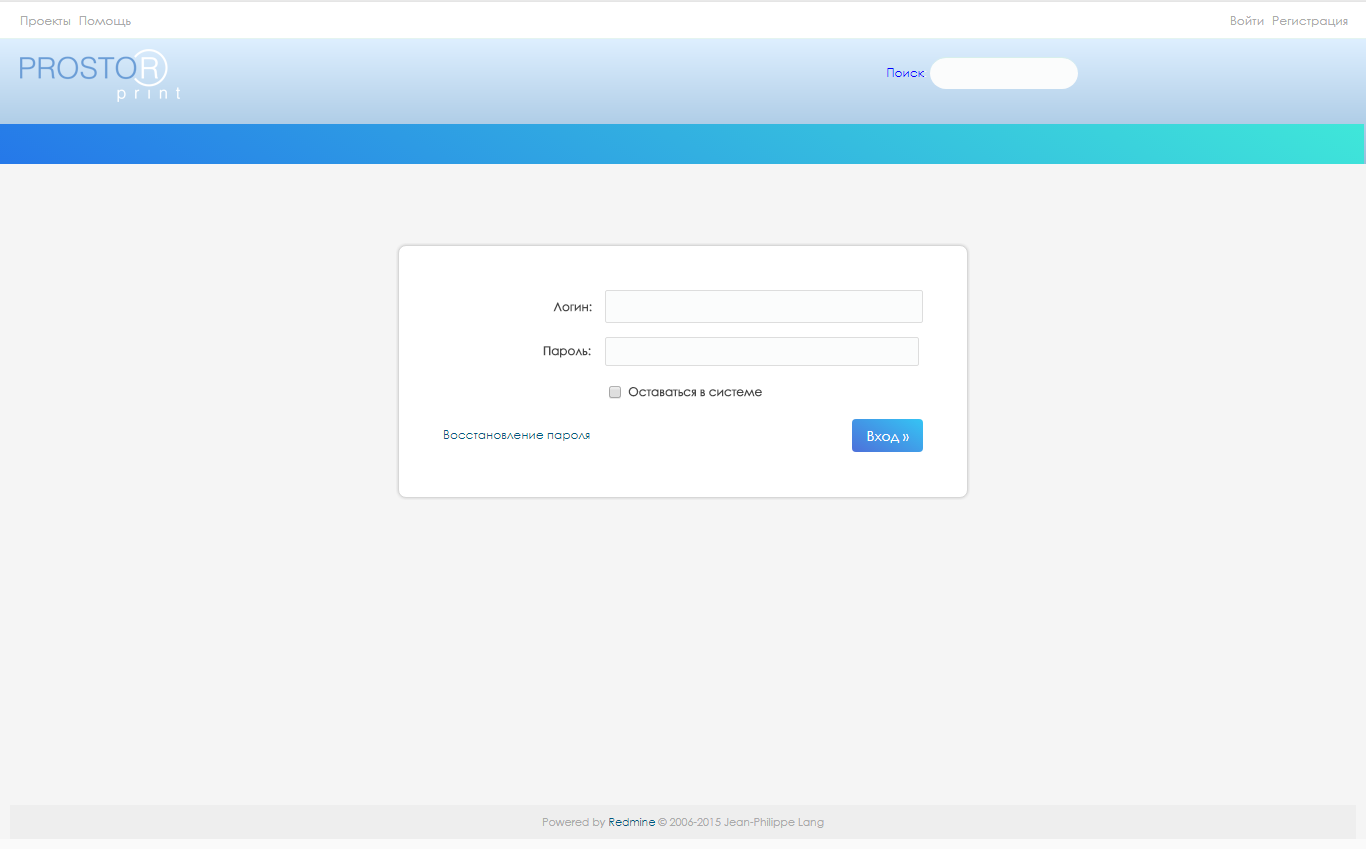 Проекты Помощь Войти Регистрация
PROSTOR
print
Поиск
Логин:
Пароль:
Оставаться в системе
Восстановление пароля Вход »
Powered by Redmine © 2006-2015 Jean-Philippe Lang